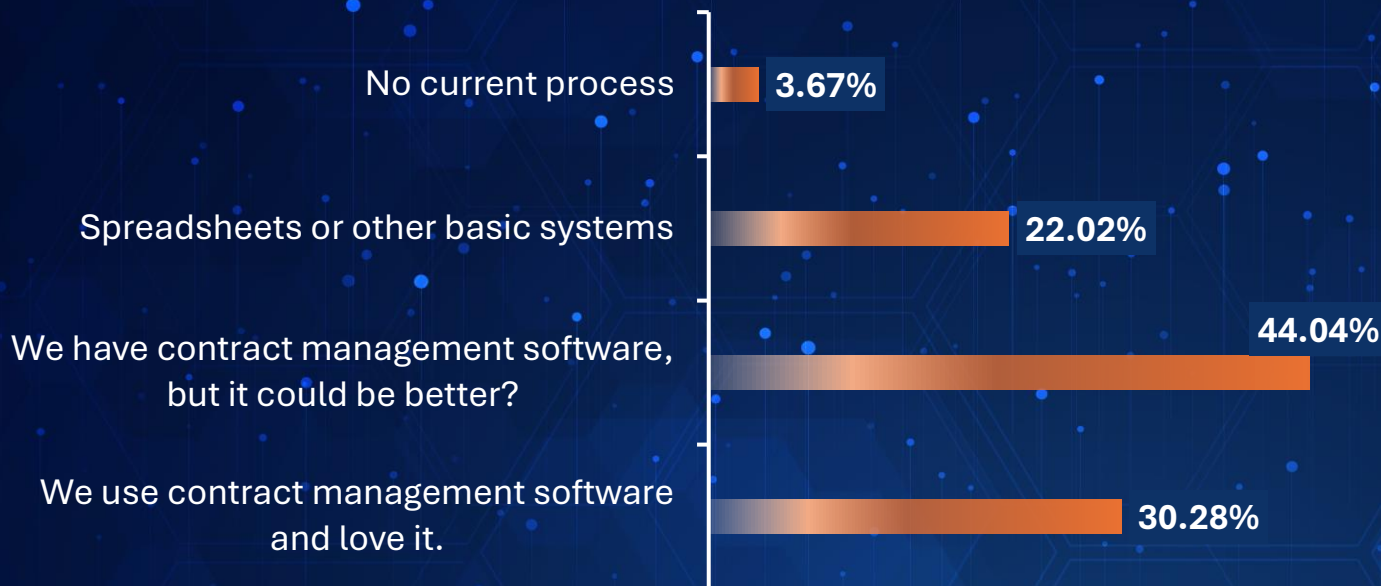 No current process
3.67%
Spreadsheets or other basic systems
22.02%
44.04%
We have contract management software,
but it could be better?
We use contract management software
and love it.
30.28%